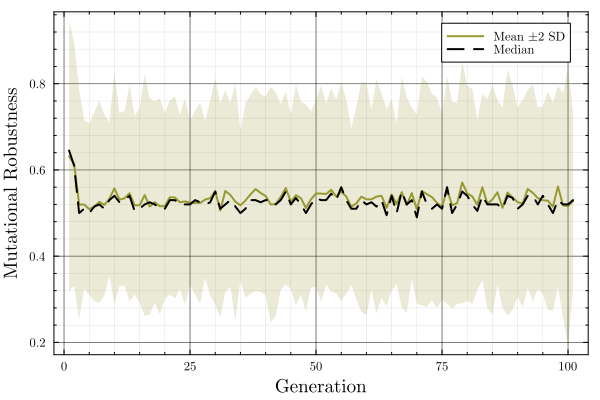 Mean ±2 SD
Median
0.8
0.6
0.4
0.2
Mutational Robustness
0 25 50 75 100
Generation